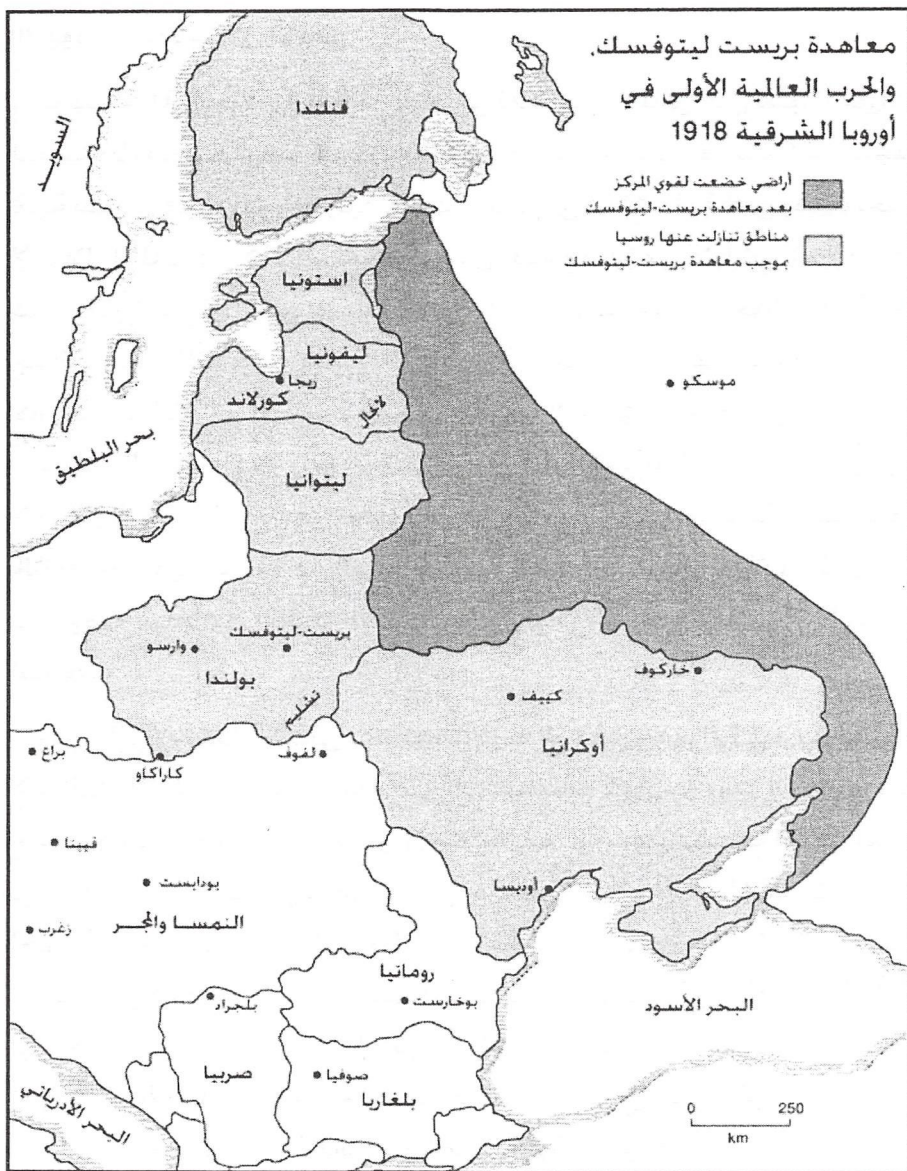 معاهدة بريست ليتوفسك.
والحرب العالمية الأولى في
أوروبا الشرقية 1918
أراضي خضعت لقوي المركز
بعد معاهدة بريست-ليتوفسك
مناطق تنازلت عنها روسيا
بموجب معاهدة بريست-ليتوفسك
فنلندا
السويد
استونيا
ليفونيا
ريجا
كورلاند
لاتجال
موسكو
بحر البلطيق
ليتوانيا
بريست-ليتوفسك
وارسو
بولندا
تشليم
خاركوف
كييف
أوكرانيا
براغ
كاراكاو
لفوف
فيينا
بودابست
أوديسا
النمسا والمجر
زغرب
رومانيا
بوخارست
بلجراد
البحر الأسود
صربيا
صوفيا
بلغاريا
البحر الأدرياتي
0 250
km